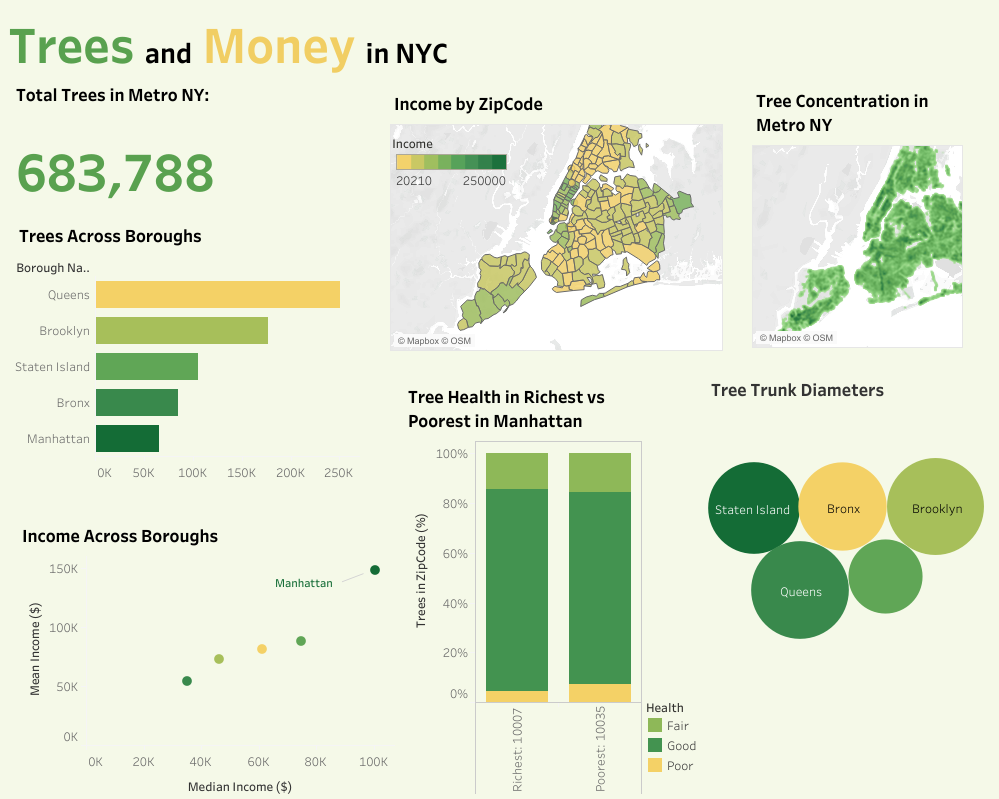 Trees and Money in NYC
Total Trees in Metro NY:
683,788
Trees Across Boroughs
Borough Na..
Queens
Brooklyn
Staten Island
Bronx
Manhattan
0K 50K 100K 150K 200K 250K
Income Across Boroughs
Mean Income ($)
150K
100K
50K
0K
Manhattan
0K 20K 40K 60K 80K 100K
Median Income ($)
Income by ZipCode
Income
20210 250000
© Mapbox © OSM
Tree Concentration in
Metro NY
© Mapbox © OSM
Tree Health in Richest vs
Poorest in Manhattan
Trees in ZipCode (%)
100%
80%
60%
40%
20%
0%
Richest: 10007
Poorest: 10035
Health
Fair
Good
Poor
Tree Trunk Diameters
Staten Island
Bronx
Brooklyn
Queens